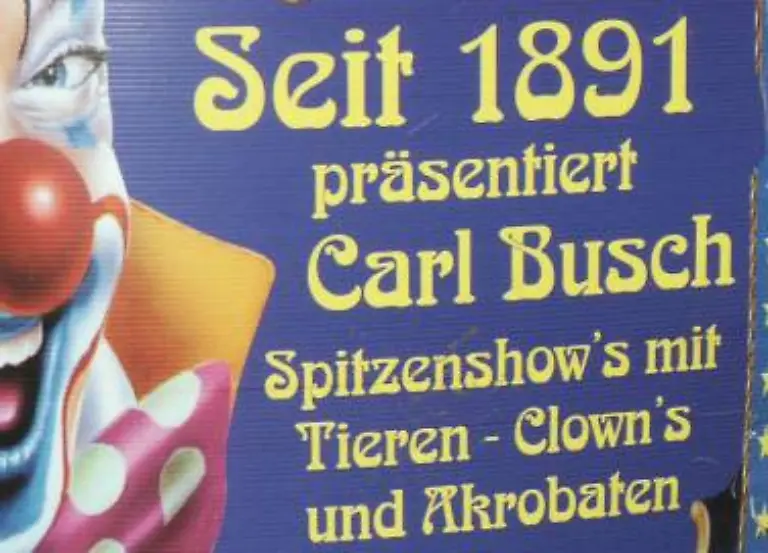 Seit 1891
präsentiert
Carl Busch
Spitzenshow's mit
Tieren - Clown's
und Akrobaten